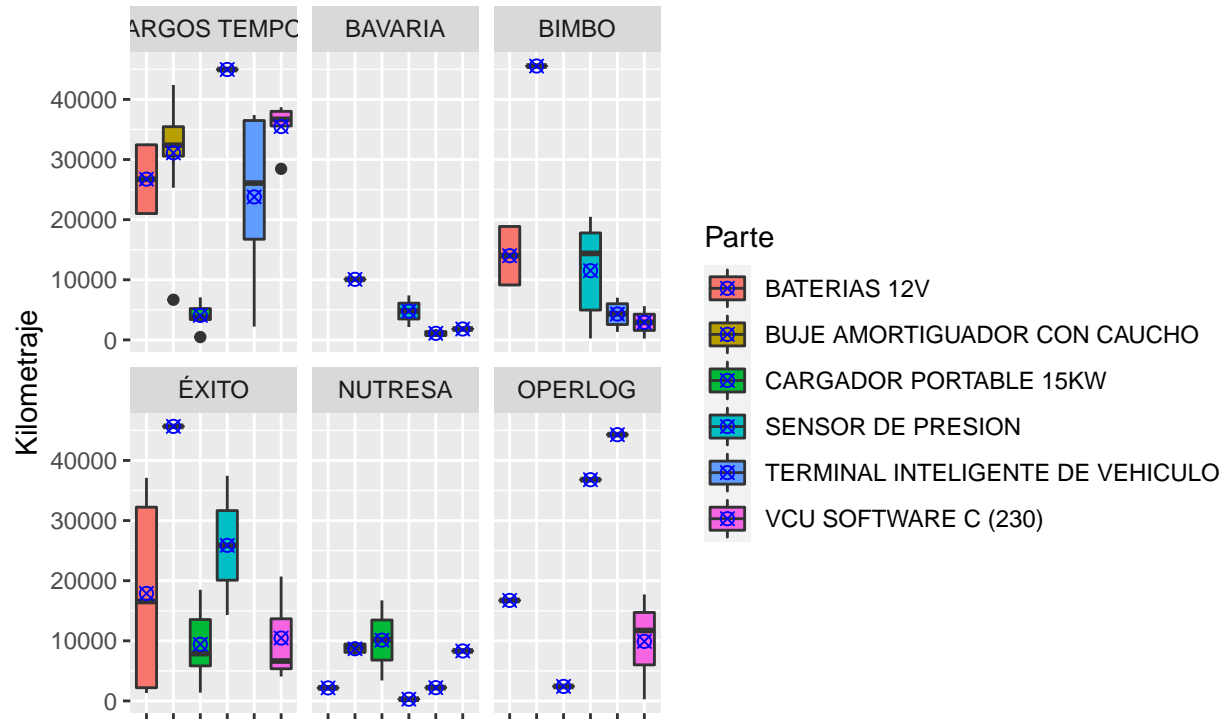 ARGOS TEMPO
BAVARIA
BIMBO
40000
30000
20000
10000
0
ÉXITO
NUTRESA
OPERLOG
40000
30000
20000
10000
0
Kilometraje
Parte
BATERIAS 12V
BUJE AMORTIGUADOR CON CAUCHO
CARGADOR PORTABLE 15KW
SENSOR DE PRESION
TERMINAL INTELIGENTE DE VEHICULO
VCU SOFTWARE C (230)